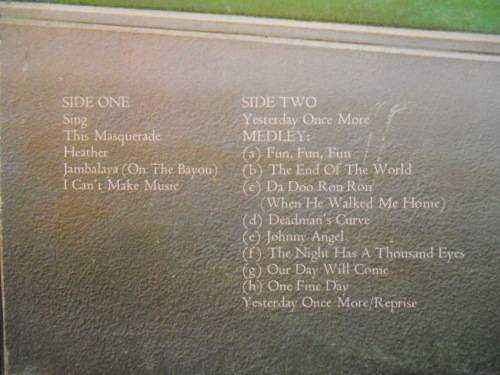 SIDE ONE
Sing
This Masquerade
Heather
Jambalaya (On The Bayou)
I Can't Make Music
SIDE TWO
Yesterday Once More
MEDLEY:
(a) Fun, Fun, Fun
(b) The End Of The World
(c) Da Doo Ron Ron
(When He Walked Me Home)
(d) Deadman's Curve
(e) Johnny Angel
(f) The Night Has A Thousand Eyes
(g) Our Day Will Come
(h) One Fine Day
Yesterday Once More/Reprise